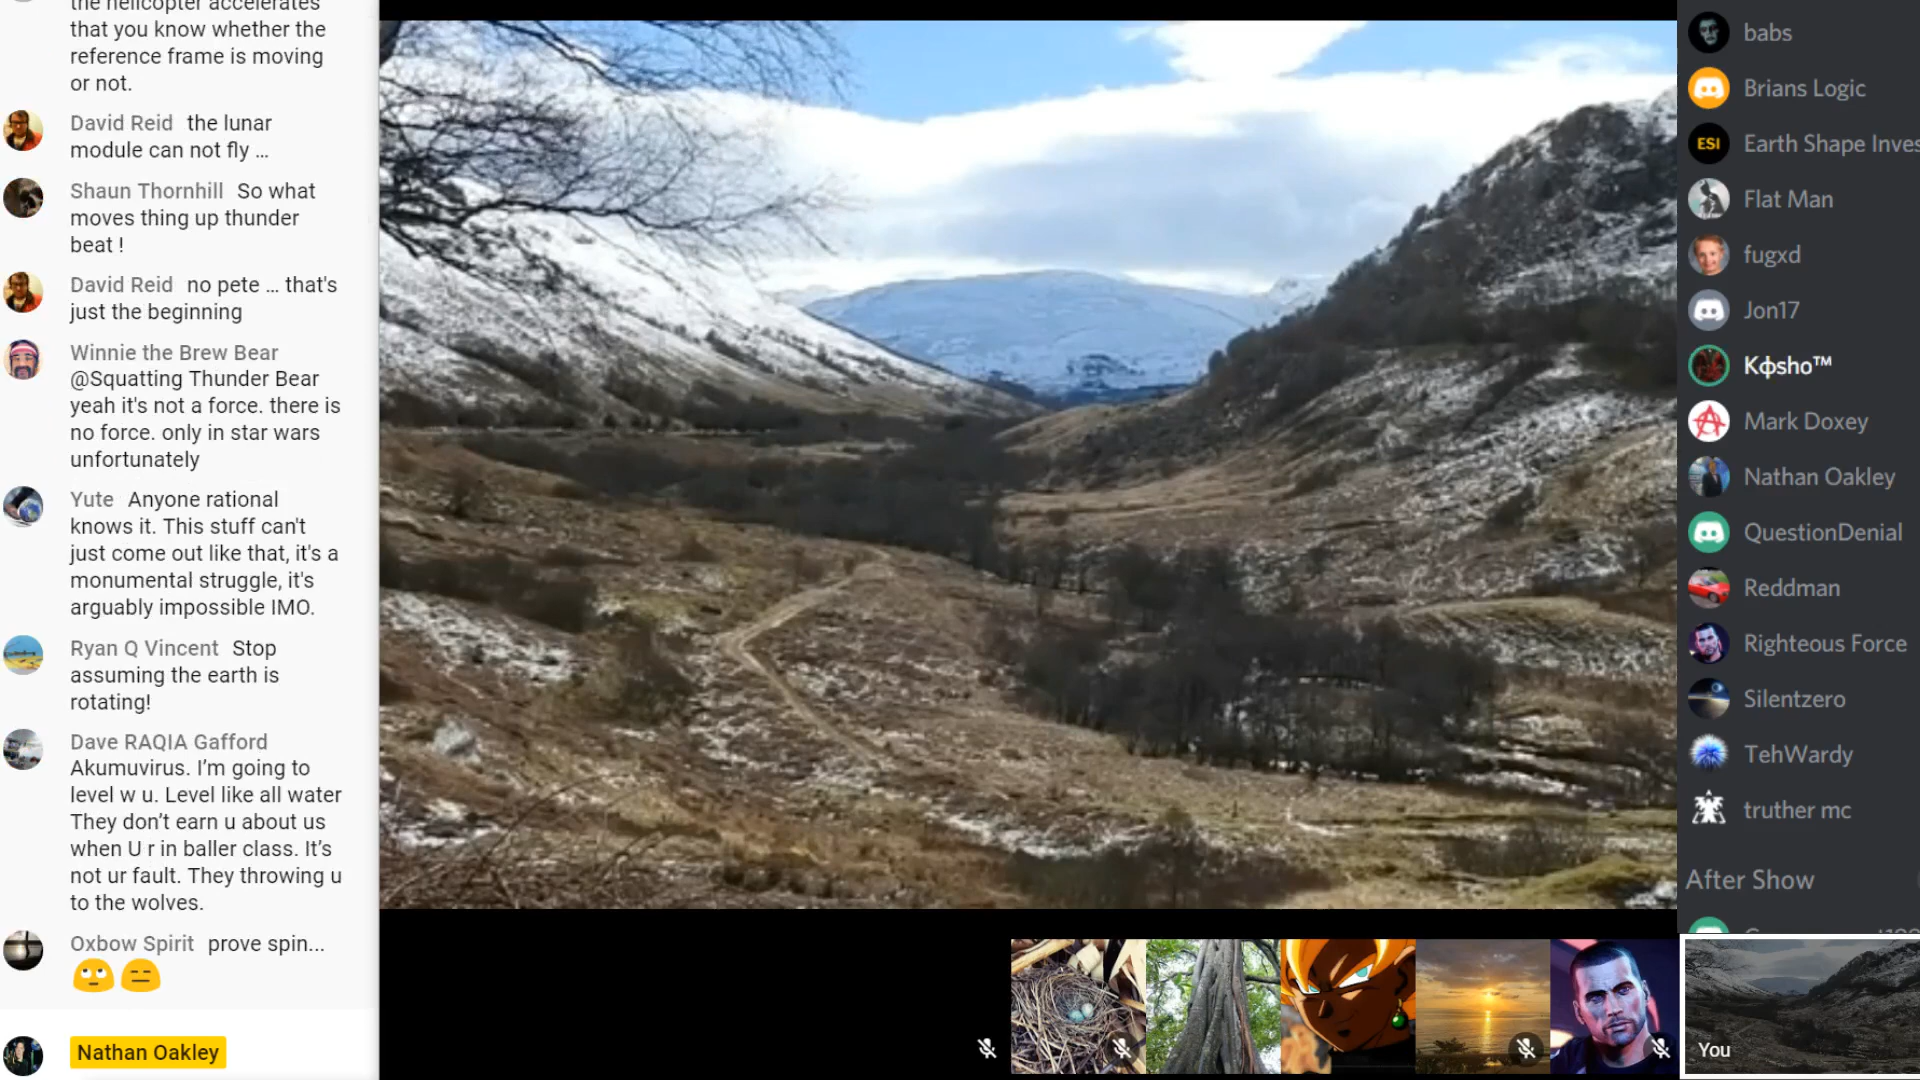 the helicopter accelerates
that you know whether the
reference frame is moving
or not.
David Reid the lunar
module can not fly ...
Shaun Thornhill So what
moves thing up thunder
beat !
David Reid no pete ... that's
just the beginning
Winnie the Brew Bear
@Squatting Thunder Bear
yeah it's not a force. there is
no force. only in star wars
unfortunately
Yute Anyone rational
knows it. This stuff can't
just come out like that, it's a
monumental struggle, it's
arguably impossible IMO.
Ryan Q Vincent Stop
assuming the earth is
rotating!
Dave RAQIA Gafford
Akumuvirus. I’m going to
level w u. Level like all water
They don’t earn u about us
when U r in baller class. It’s
not ur fault. They throwing u
to the wolves.
Oxbow Spirit prove spin...
Nathan Oakley
babs
Brians Logic
ESI
Earth Shape Inves
Flat Man
fugxd
Jon17
KФsho™
Mark Doxey
Nathan Oakley
QuestionDenial
Reddman
Righteous Force
Silentzero
TehWardy
truther mc
After Show
You